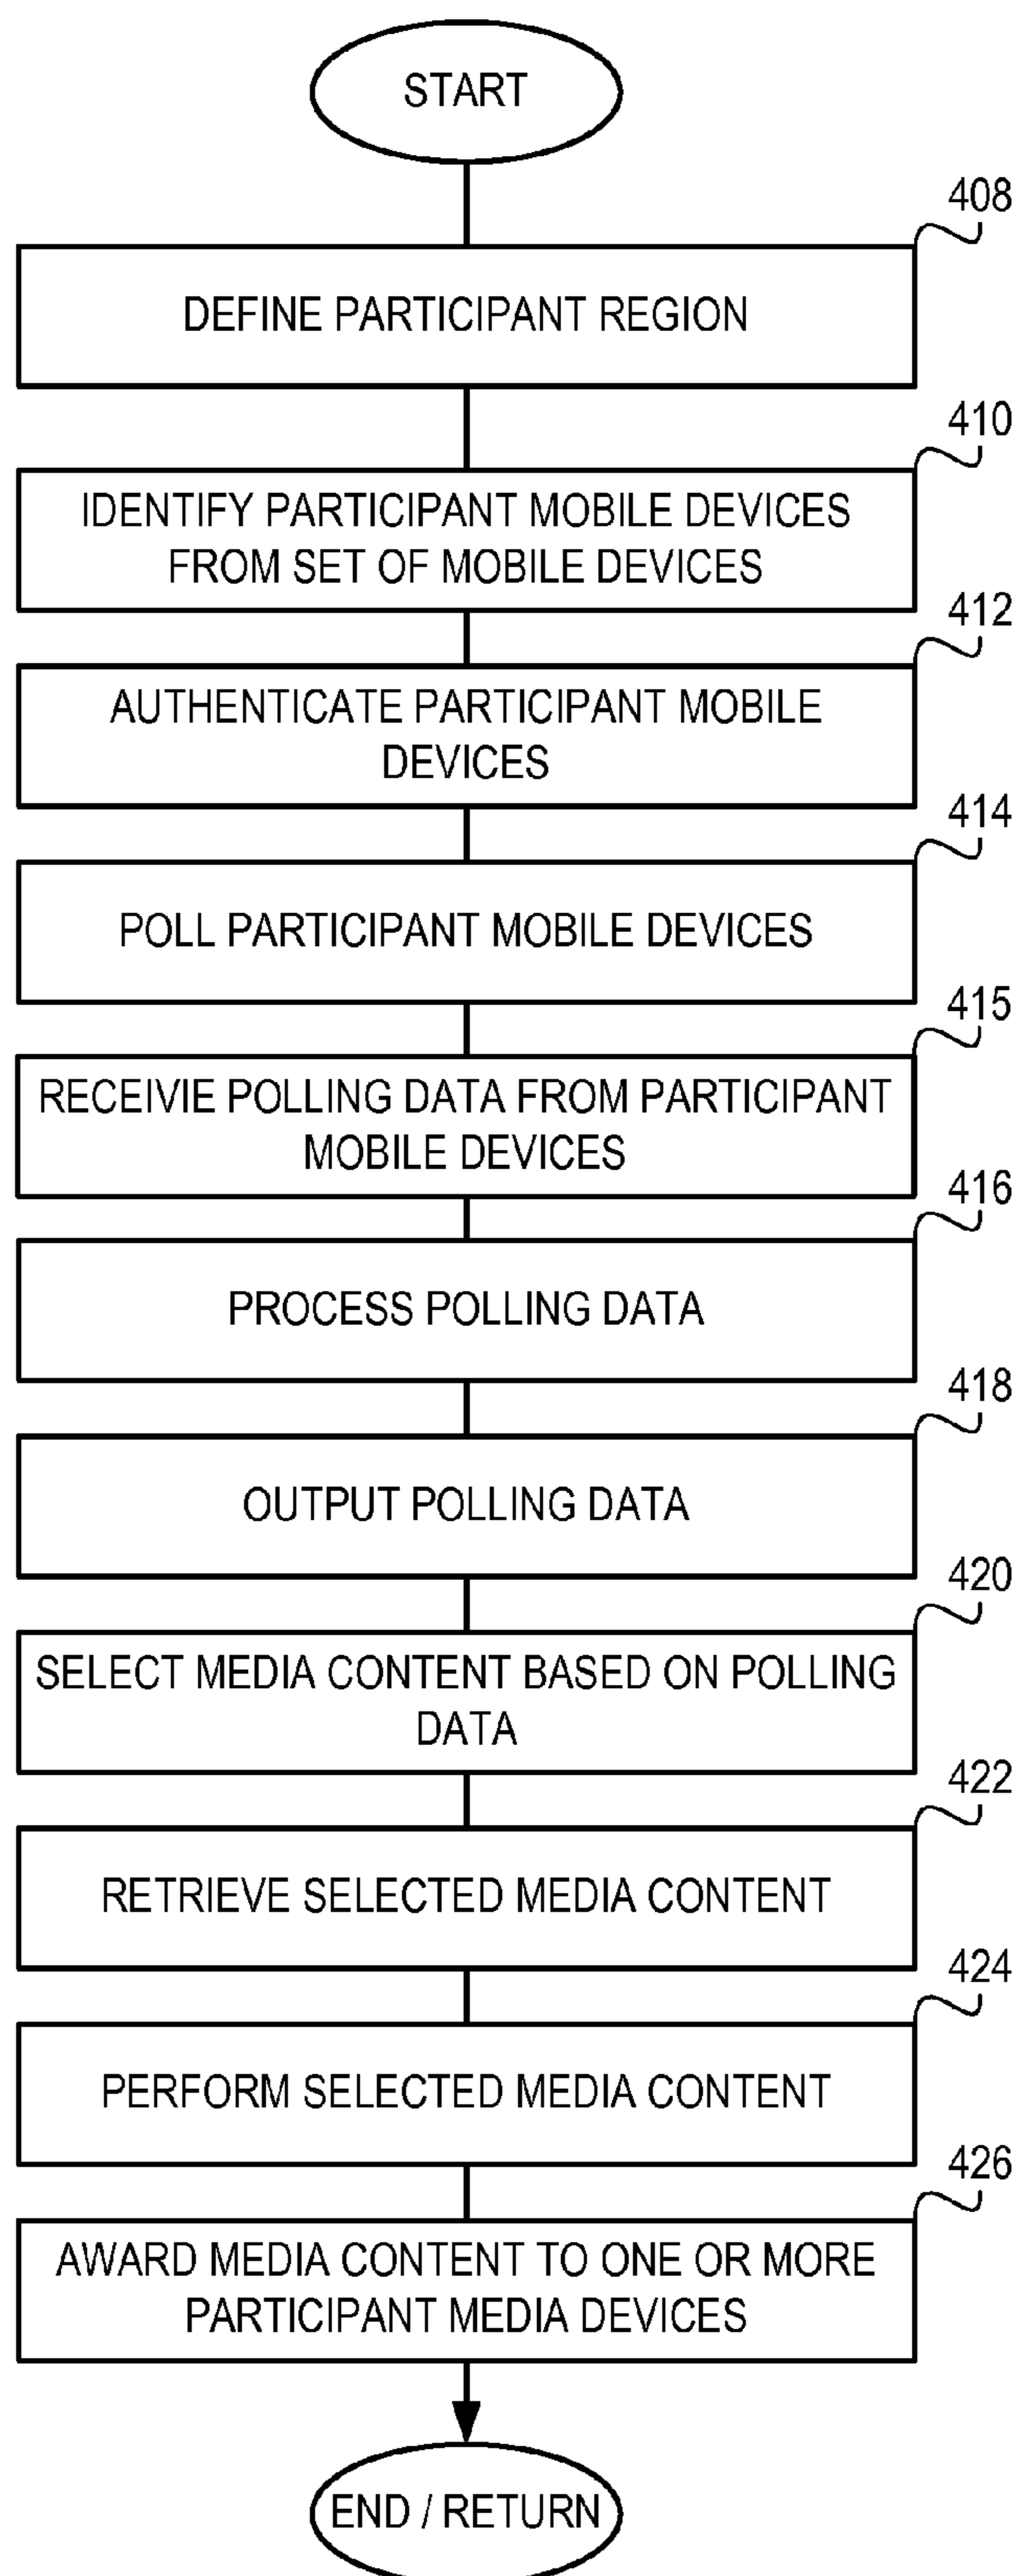 START
408
DEFINE PARTICIPANT REGION
410
IDENTIFY PARTICIPANT MOBILE DEVICES
FROM SET OF MOBILE DEVICES
412
AUTHENTICATE PARTICIPANT MOBILE
DEVICES
414
POLL PARTICIPANT MOBILE DEVICES
415
RECEIVIE POLLING DATA FROM PARTICIPANT
MOBILE DEVICES
416
PROCESS POLLING DATA
418
OUTPUT POLLING DATA
420
SELECT MEDIA CONTENT BASED ON POLLING
DATA
422
RETRIEVE SELECTED MEDIA CONTENT
424
PERFORM SELECTED MEDIA CONTENT
426
AWARD MEDIA CONTENT TO ONE OR MORE
PARTICIPANT MEDIA DEVICES
END / RETURN